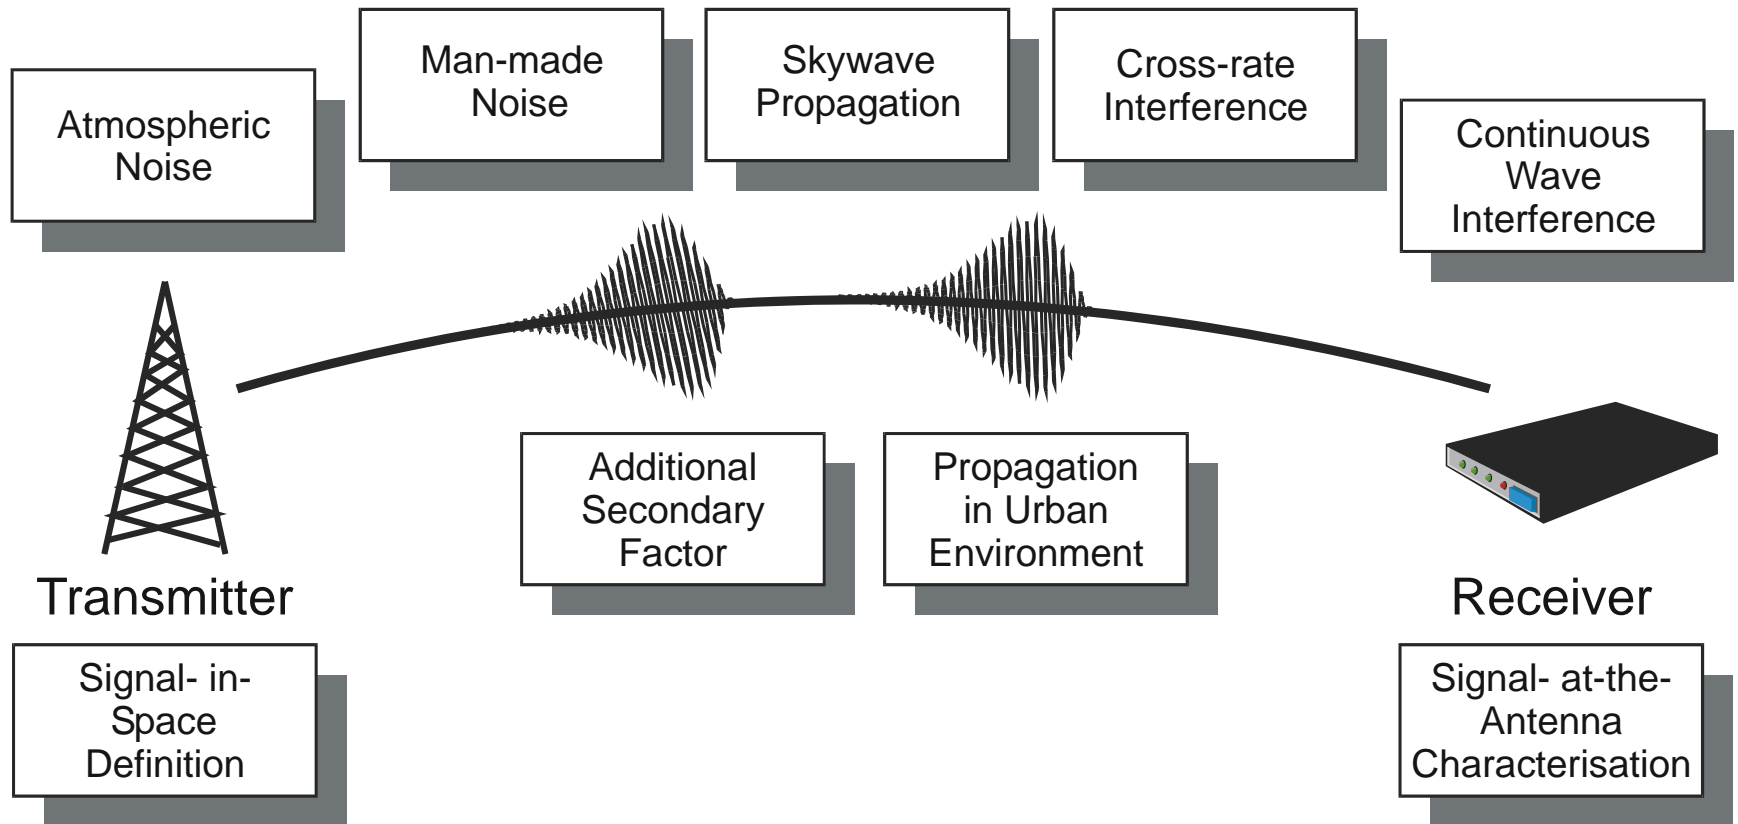 Atmospheric
Noise
Man-made
Noise
Skywave
Propagation
Cross-rate
Interference
Continuous
Wave
Interference
Additional
Secondary
Factor
Propagation
in Urban
Environment
Transmitter
Receiver
Signal- in-
Space
Definition
Signal- at-the-
Antenna
Characterisation